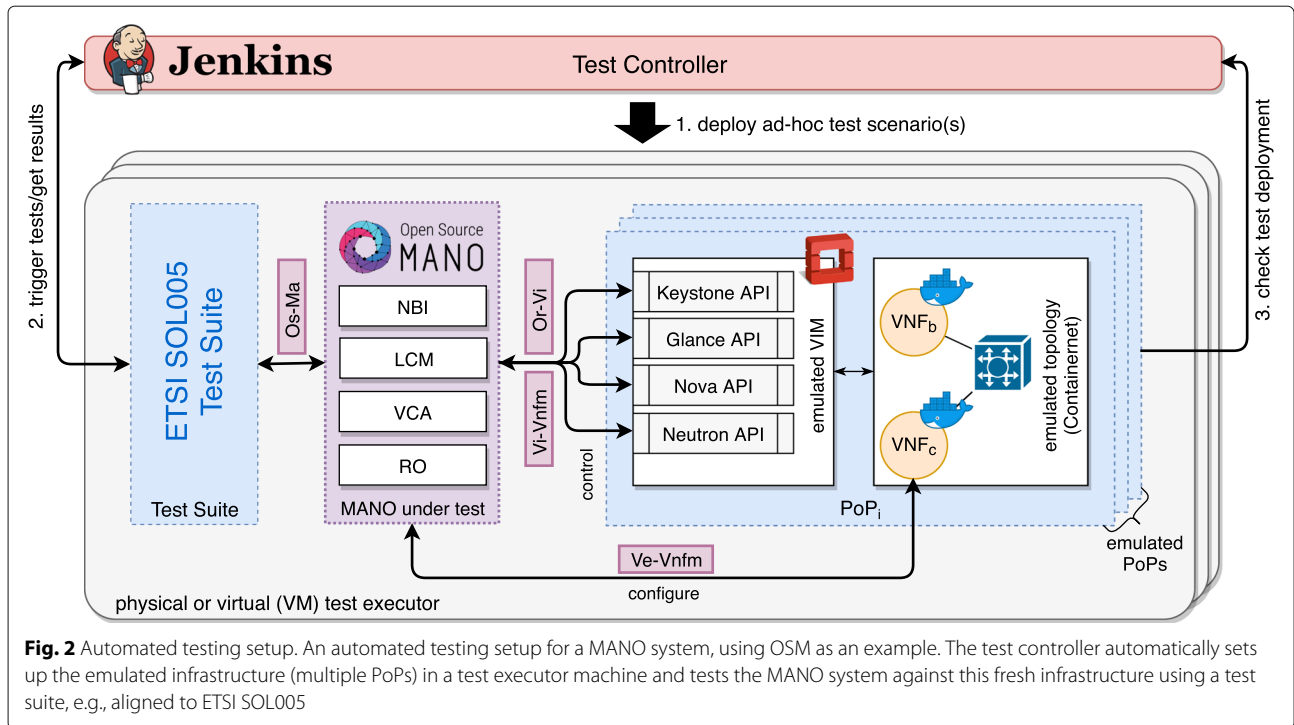 Jenkins
Test Controller
1. deploy ad-hoc test scenario(s)
2. trigger tests/get results
3. check test deployment
ETSI SOL005
Test Suite
Test Suite
Os-Ma
Open Source
MANO
NBI
LCM
VCA
RO
MANO under test
Or-Vi
Vi-Vnfm
control
Keystone API
Glance API
Nova API
Neutron API
emulated VIM
VNFb
VNFc
emulated topology
(Containernet)
PoPi
emulated
PoPs
Ve-Vnfm
configure
physical or virtual (VM) test executor
Fig. 2 Automated testing setup. An automated testing setup for a MANO system, using OSM as an example. The test controller automatically sets
up the emulated infrastructure (multiple PoPs) in a test executor machine and tests the MANO system against this fresh infrastructure using a test
suite, e.g., aligned to ETSI SOL005